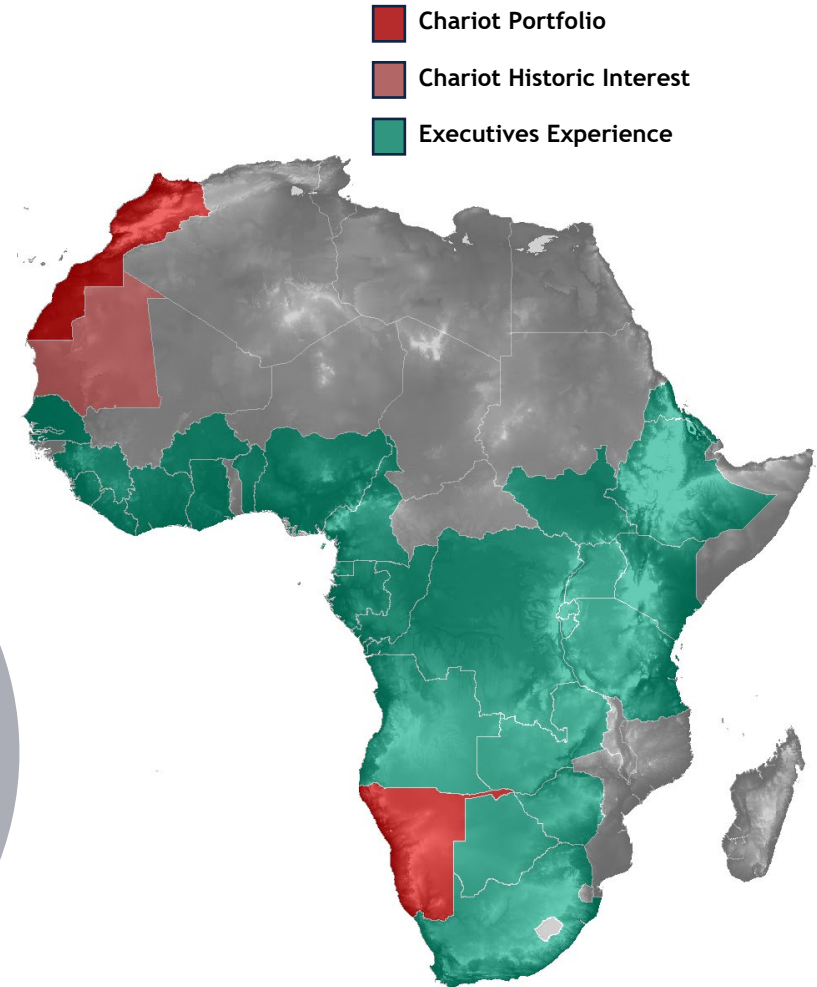 Chariot Portfolio
Chariot Historic Interest
Executives Experience